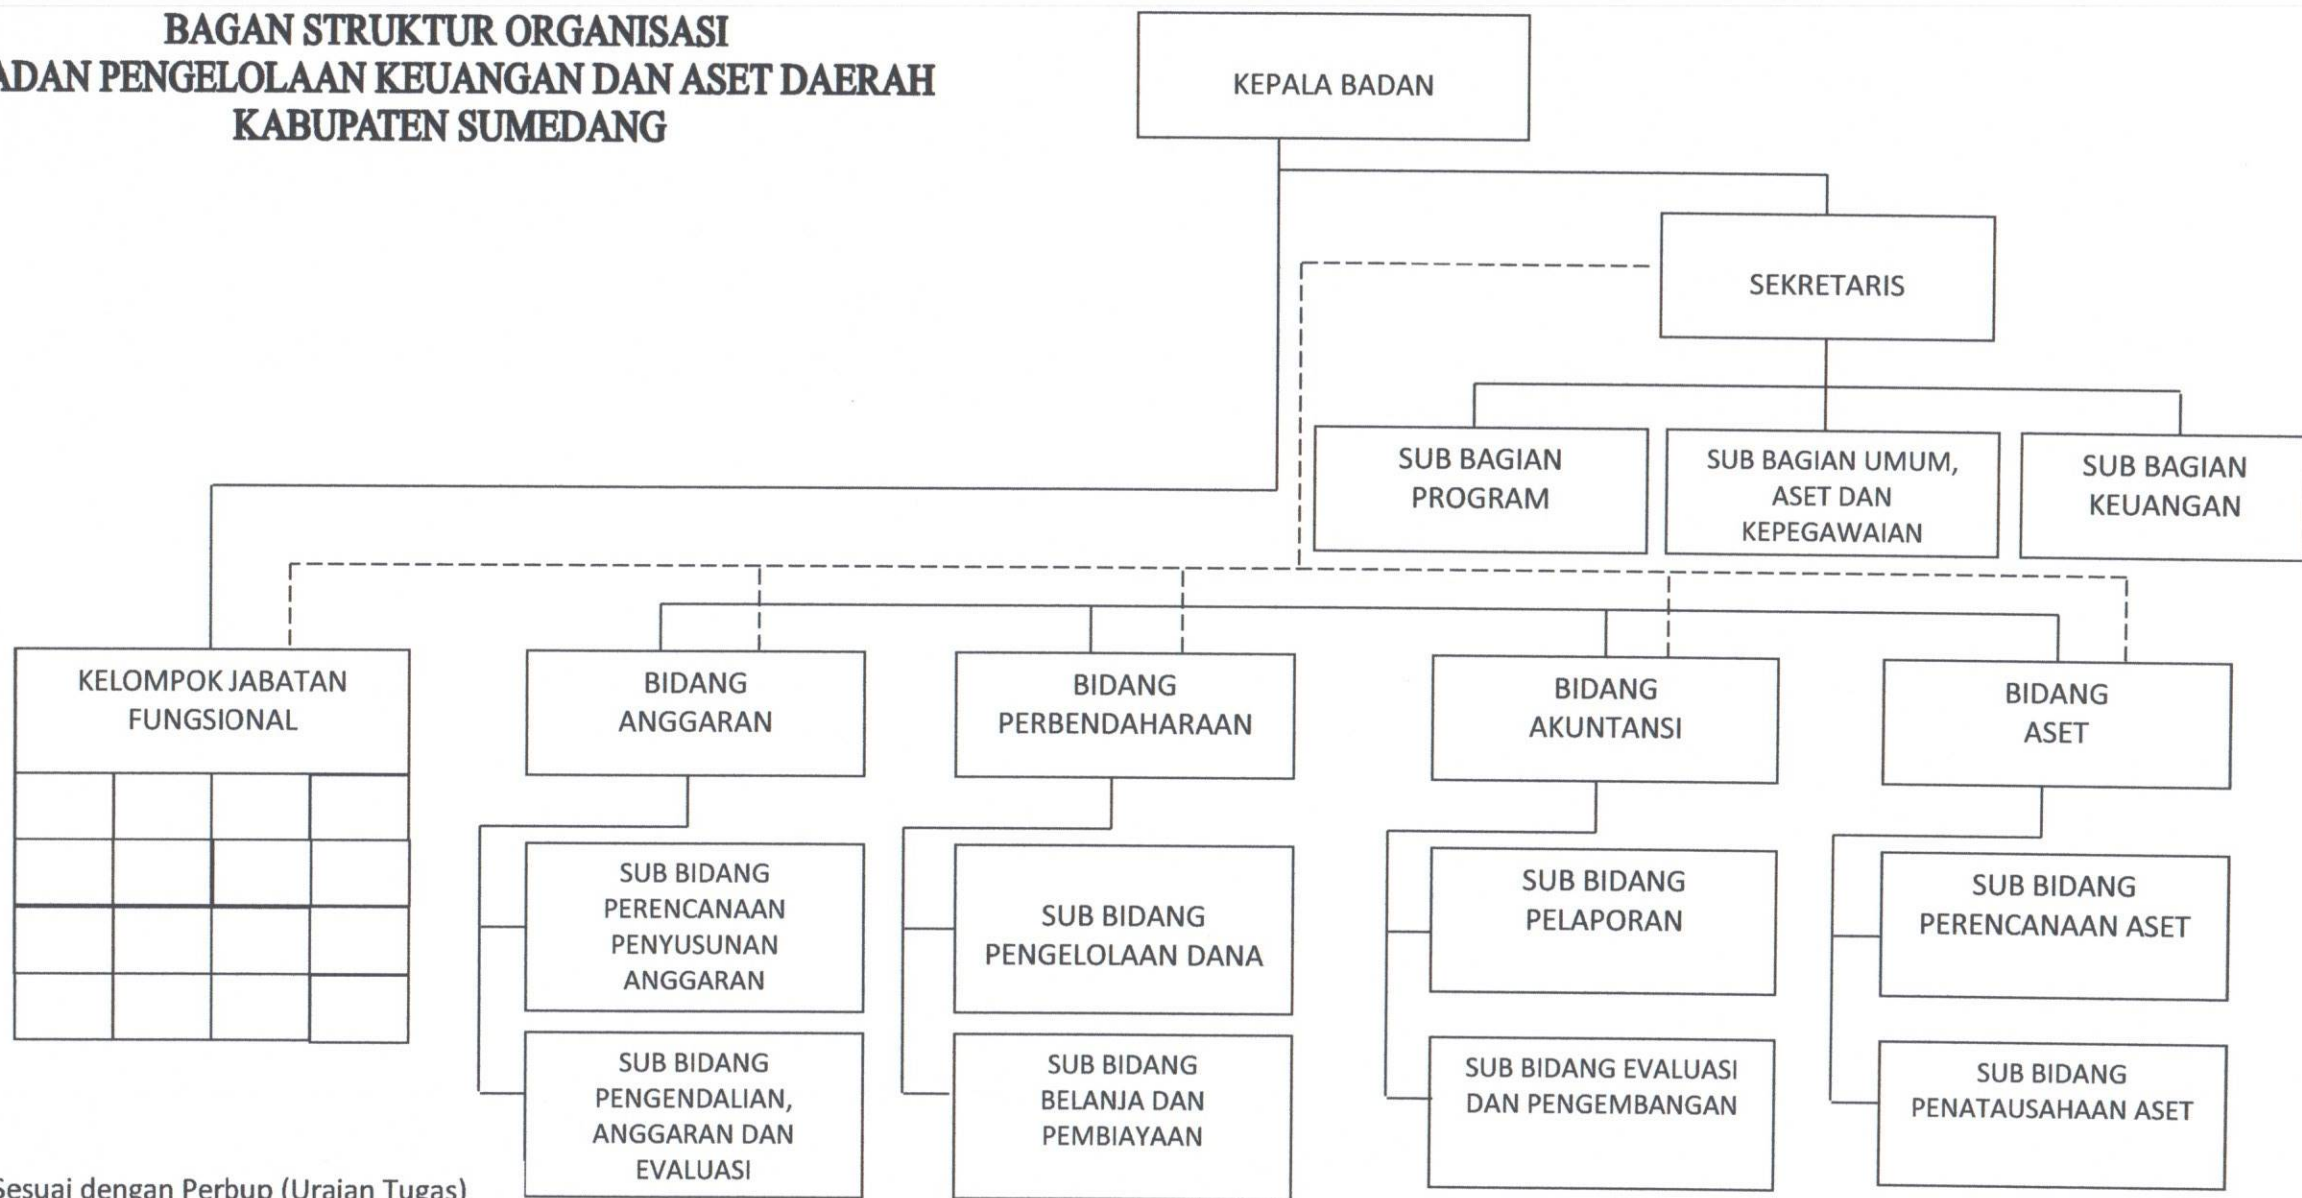 BAGAN STRUKTUR ORGANISASI
ADAN PENGELOLAAN KEUANGAN DAN ASET DAERAH
KABUPATEN SUMEDANG
KEPALA BADAN
SEKRETARIS
SUB BAGIAN
PROGRAM
SUB BAGIAN UMUM,
ASET DAN
KEPEGAWAIAN
SUB BAGIAN
KEUANGAN
KELOMPOK JABATAN
FUNGSIONAL
BIDANG
ANGGARAN
BIDANG
PERBENDAHARAAN
BIDANG
AKUNTANSI
BIDANG
ASET
SUB BIDANG
PERENCANAAN
PENYUSUNAN
ANGGARAN
SUB BIDANG
PENGELOLAAN DANA
SUB BIDANG
PELAPORAN
SUB BIDANG
PERENCANAAN ASET
SUB BIDANG
PENGENDALIAN,
ANGGARAN DAN
EVALUASI
SUB BIDANG
BELANJA DAN
PEMBIAYAAN
SUB BIDANG EVALUASI
DAN PENGEMBANGAN
SUB BIDANG
PENATAUSAHAAN ASET
Sesuai dengan Perbup (Uraian Tugas)